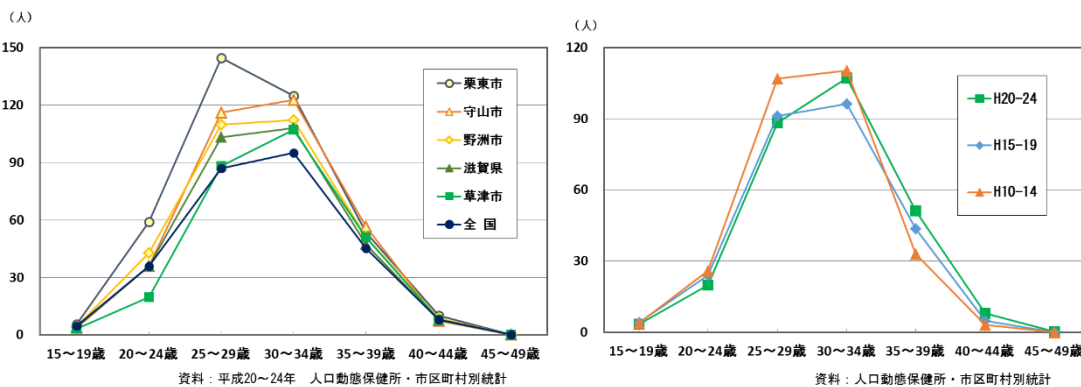 （人）
150
120
90
60
30
0
栗東市
守山市
野洲市
滋賀県
草津市
全 国
15～19歳 20～24歳 25～29歳 30～34歳 35～39歳 40～44歳 45～49歳
資料：平成20～24年 人口動態保健所・市区町村別統計
（人）
120
90
60
30
0
H20-24
H15-19
H10-14
15～19歳 20～24歳 25～29歳 30～34歳 35～39歳 40～44歳 45～49歳
資料：人口動態保健所・市区町村別統計